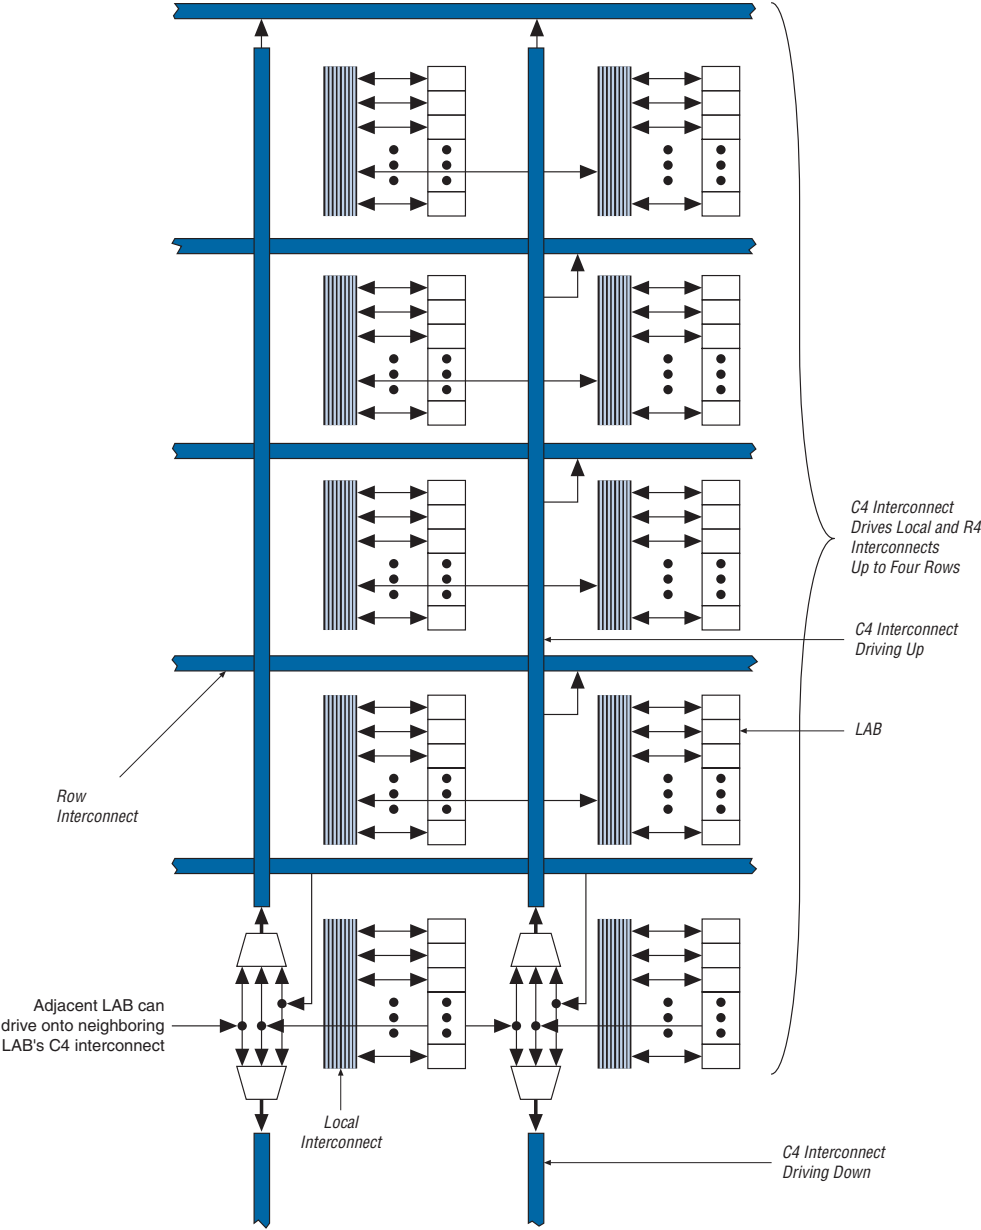 C4 Interconnect
Drives Local and R4
Interconnects
Up to Four Rows
C4 Interconnect
Driving Up
LAB
Row
Interconnect
Adjacent LAB can
drive onto neighboring
LAB's C4 interconnect
Local
Interconnect
C4 Interconnect
Driving Down